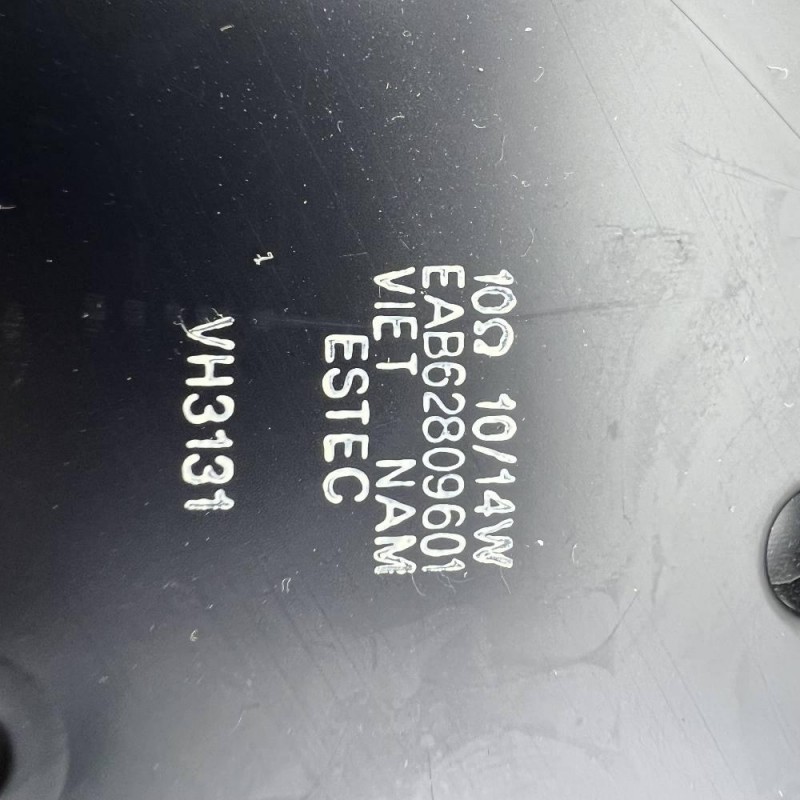 10Ω 10/14W
EAB62809601
VIET NAM
ESTEC
VH3131